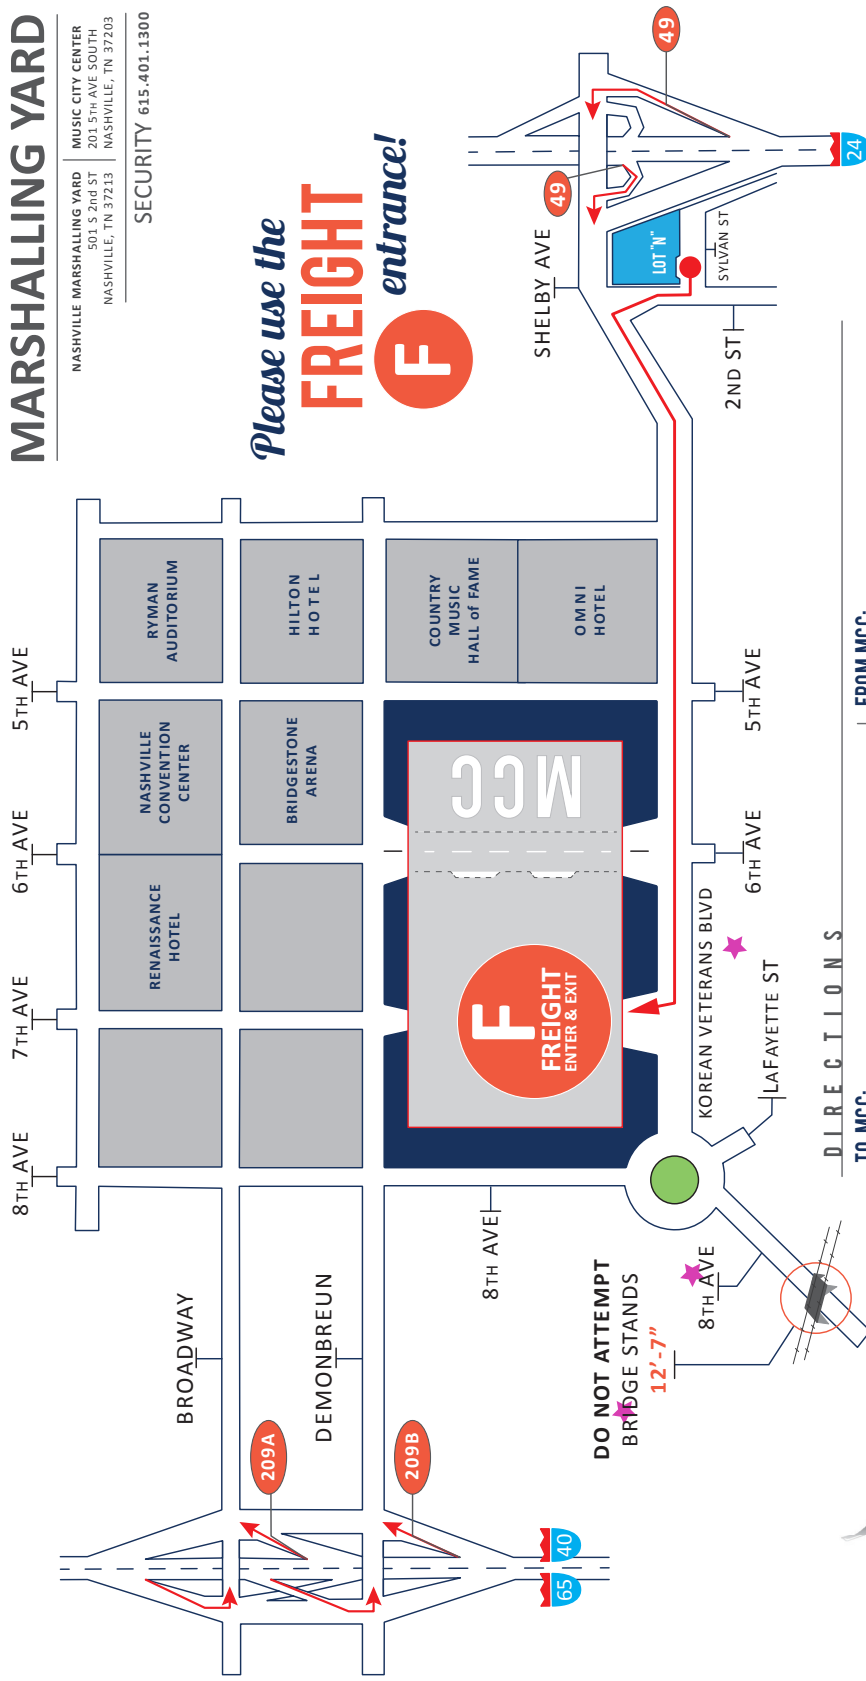 MARSHALLING YARD
NASHVILLE MARSHALLING YARD
501 S 2nd ST
NASHVILLE, TN 37213
MUSIC CITY CENTER
201 5TH AVE SOUTH
NASHVILLE, TN 37203
SECURITY 615.401.1300
Please use the
FREIGHT
F
entrance!
8TH AVE
7TH AVE
6TH AVE
5TH AVE
RENAISSANCE
HOTEL
NASHVILLE
CONVENTION
CENTER
RYMAN
AUDITORIUM
BRIDGESTONE
ARENA
HILTON
HOTEL
COUNTRY
MUSIC
HALL of FAME
OMNI
HOTEL
BROADWAY
DEMONBREUN
209A
209B
65
40
8TH AVE
MCC
F
FREIGHT
ENTER & EXIT
SHELBY AVE
49
49
24
LOT "N"
SYLVAN ST
2ND ST
DO NOT ATTEMPT
BRIDGE STANDS
12'-7"
8TH AVE
KOREAN VETERANS BLVD
LAFAYETTE ST
6TH AVE
5TH AVE
DIRECTIONS
TO MCC:
FROM MCC: